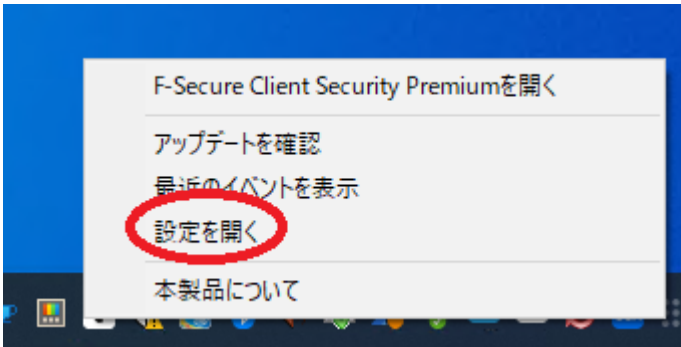 F-Secure Client Security Premiumを開く
アップデートを確認
最近のイベントを表示
設定を開く
本製品について